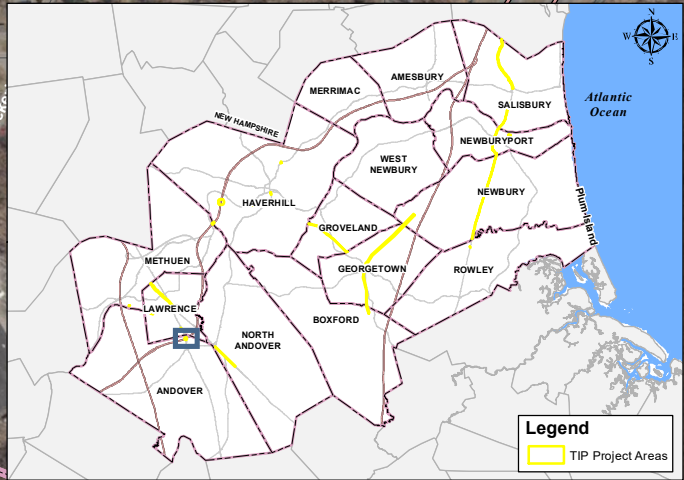 N
W E
S
AMESBURY
MERRIMAC
Atlantic
Ocean
SALISBURY
NEW HAMPSHIRE
NEWBURYPORT
WEST
NEWBURY
NEWBURY
HAVERHILL
Plum-Island
GROVELAND
METHUEN
GEORGETOWN
ROWLEY
LAWRENCE
BOXFORD
NORTH
ANDOVER
ANDOVER
Legend
TIP Project Areas